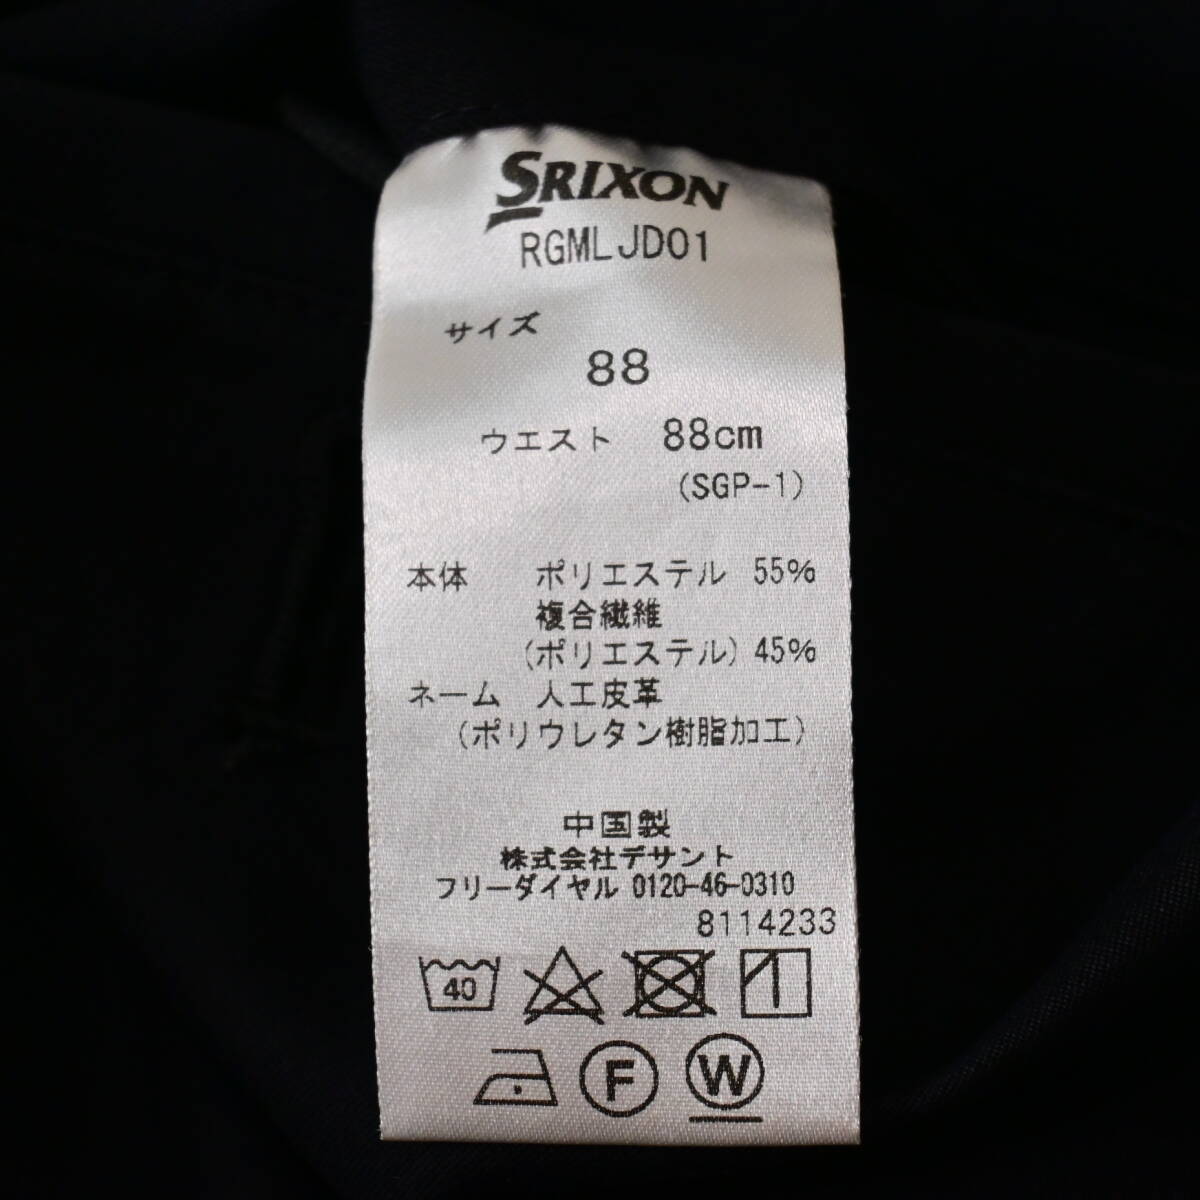 SRIXON
RGMLJD01
サイズ
88
ウエスト 88cm
(SGP-1)
本体 ポリエステル 55%
複合繊維
(ポリエステル) 45%
ネーム 人工皮革
(ポリウレタン樹脂加工)
中国製
株式会社デサント
フリーダイヤル 0120-46-0310
8114233
40
F W